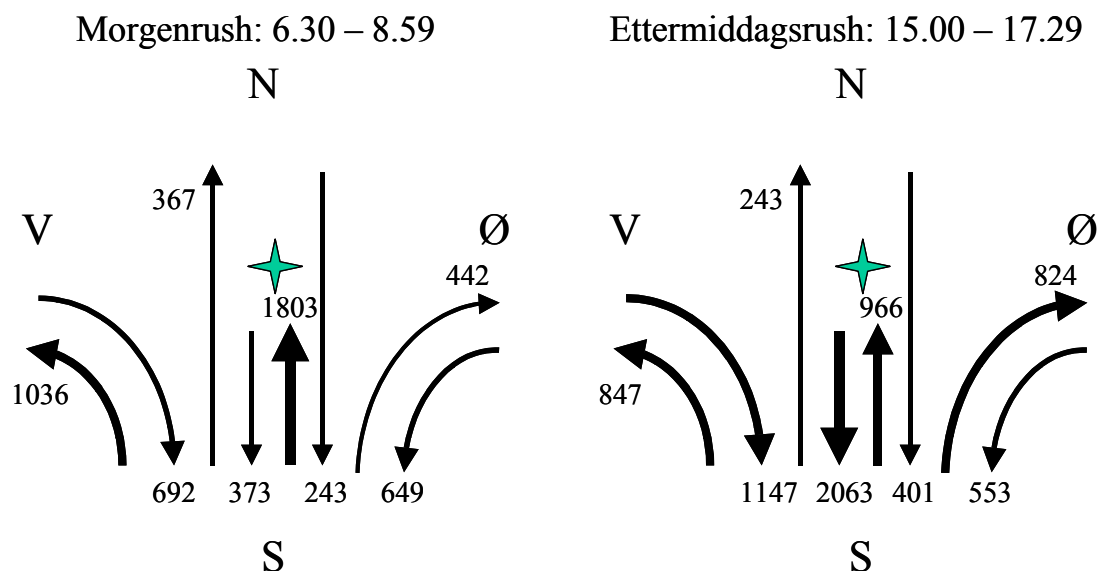 Morgenrush: 6.30 – 8.59
N
367
V
Ø
442
1803
1036
692 373 243 649
S
Ettermiddagsrush: 15.00 – 17.29
N
243
V
Ø
824
966
847
1147 2063 401 553
S